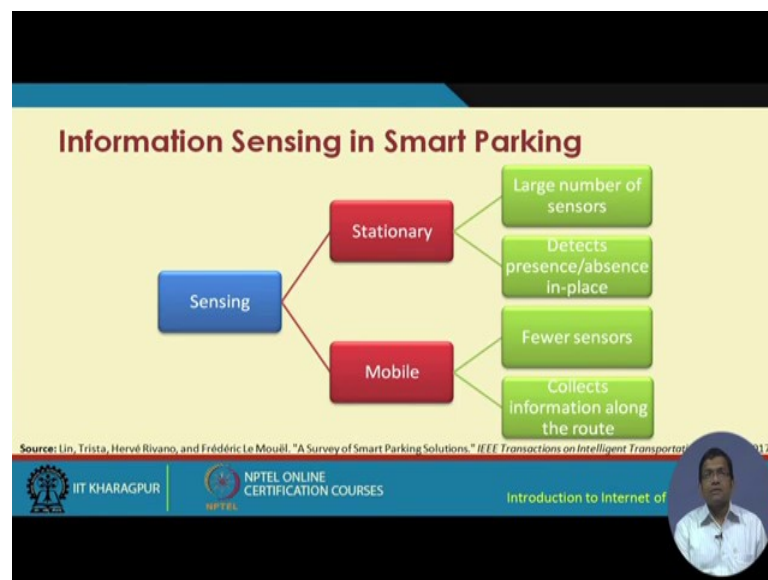 Information Sensing in Smart Parking
Sensing
Stationary
Large number of
sensors
Detects
presence/absence
in-place
Mobile
Fewer sensors
Collects
information along
the route
Source: Lin, Trista, Hervé Rivano, and Frédéric Le Mouël. "A Survey of Smart Parking Solutions." IEEE Transactions on Intelligent
IIT KHARAGPUR
NPTEL
NPTEL ONLINE
CERTIFICATION COURSES
Introduction to Internet of